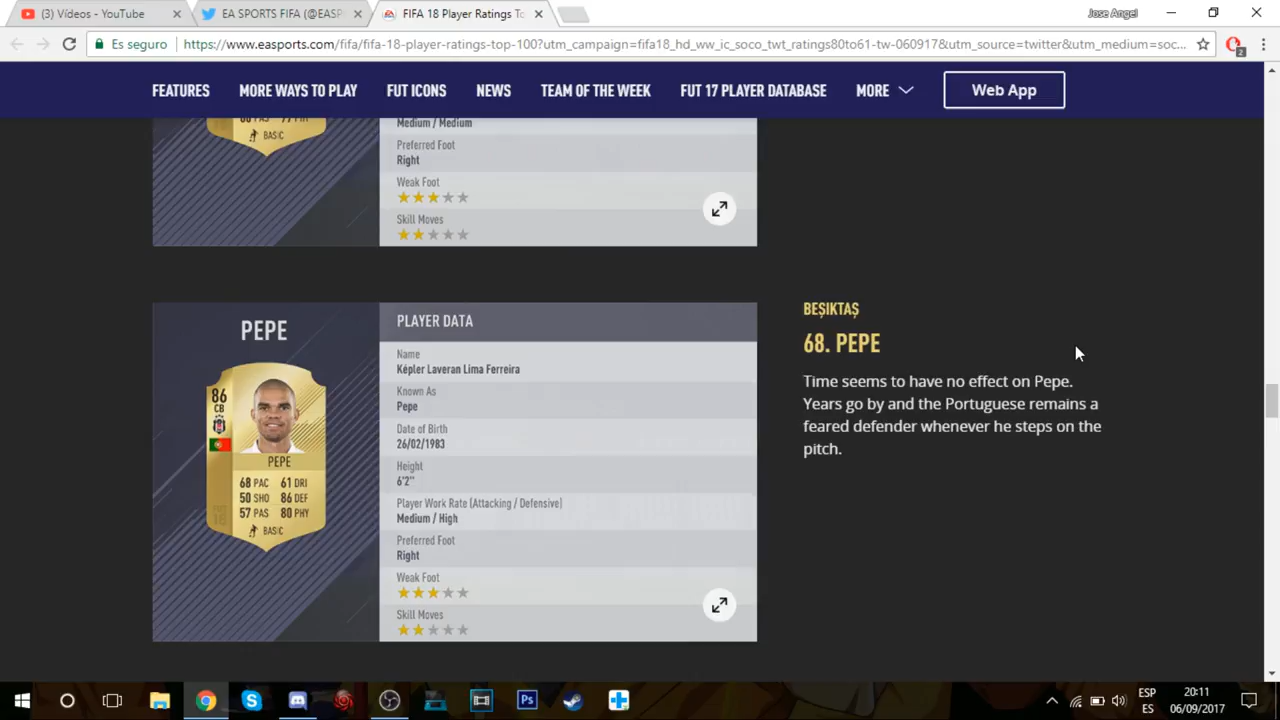 (3) Vídeos - YouTube
EA SPORTS FIFA (@EASP
FIFA 18 Player Ratings To
Jose Angel
Es seguro
https://www.easports.com/fifa/fifa-18-player-ratings-top-100?utm_campaign=fifa18_hd_ww_ic_soco_twt_ratings80to61-tw-060917&utm_source=twitter&utm_medium=soc...
2
FEATURES
MORE WAYS TO PLAY
FUT ICONS
NEWS
TEAM OF THE WEEK
FUT 17 PLAYER DATABASE
MORE
Web App
BASIC
Medium / Medium
Preferred Foot
Right
Weak Foot
Skill Moves
PEPE
86
CB
PEPE
68 PAC 61 DRI
50 SHO 86 DEF
57 PAS 80 PHY
BASIC
PLAYER DATA
Name
Képler Laveran Lima Ferreira
Known As
Pepe
Date of Birth
26/02/1983
Height
6'2"
Player Work Rate (Attacking / Defensive)
Medium / High
Preferred Foot
Right
Weak Foot
Skill Moves
BEŞIKTAŞ
68. PEPE
Time seems to have no effect on Pepe.
Years go by and the Portuguese remains a
feared defender whenever he steps on the
pitch.
Ps
ESP
ES
20:11
06/09/2017